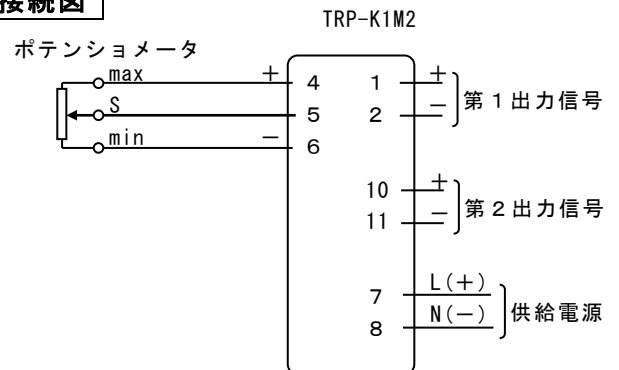 接続図
TRP-K1M2
ポテンショメータ
max + 4
S 5
min − 6
1 +
2 −
第1出力信号
10 +
11 −
第2出力信号
7 L(+)
8 N(−)
供給電源